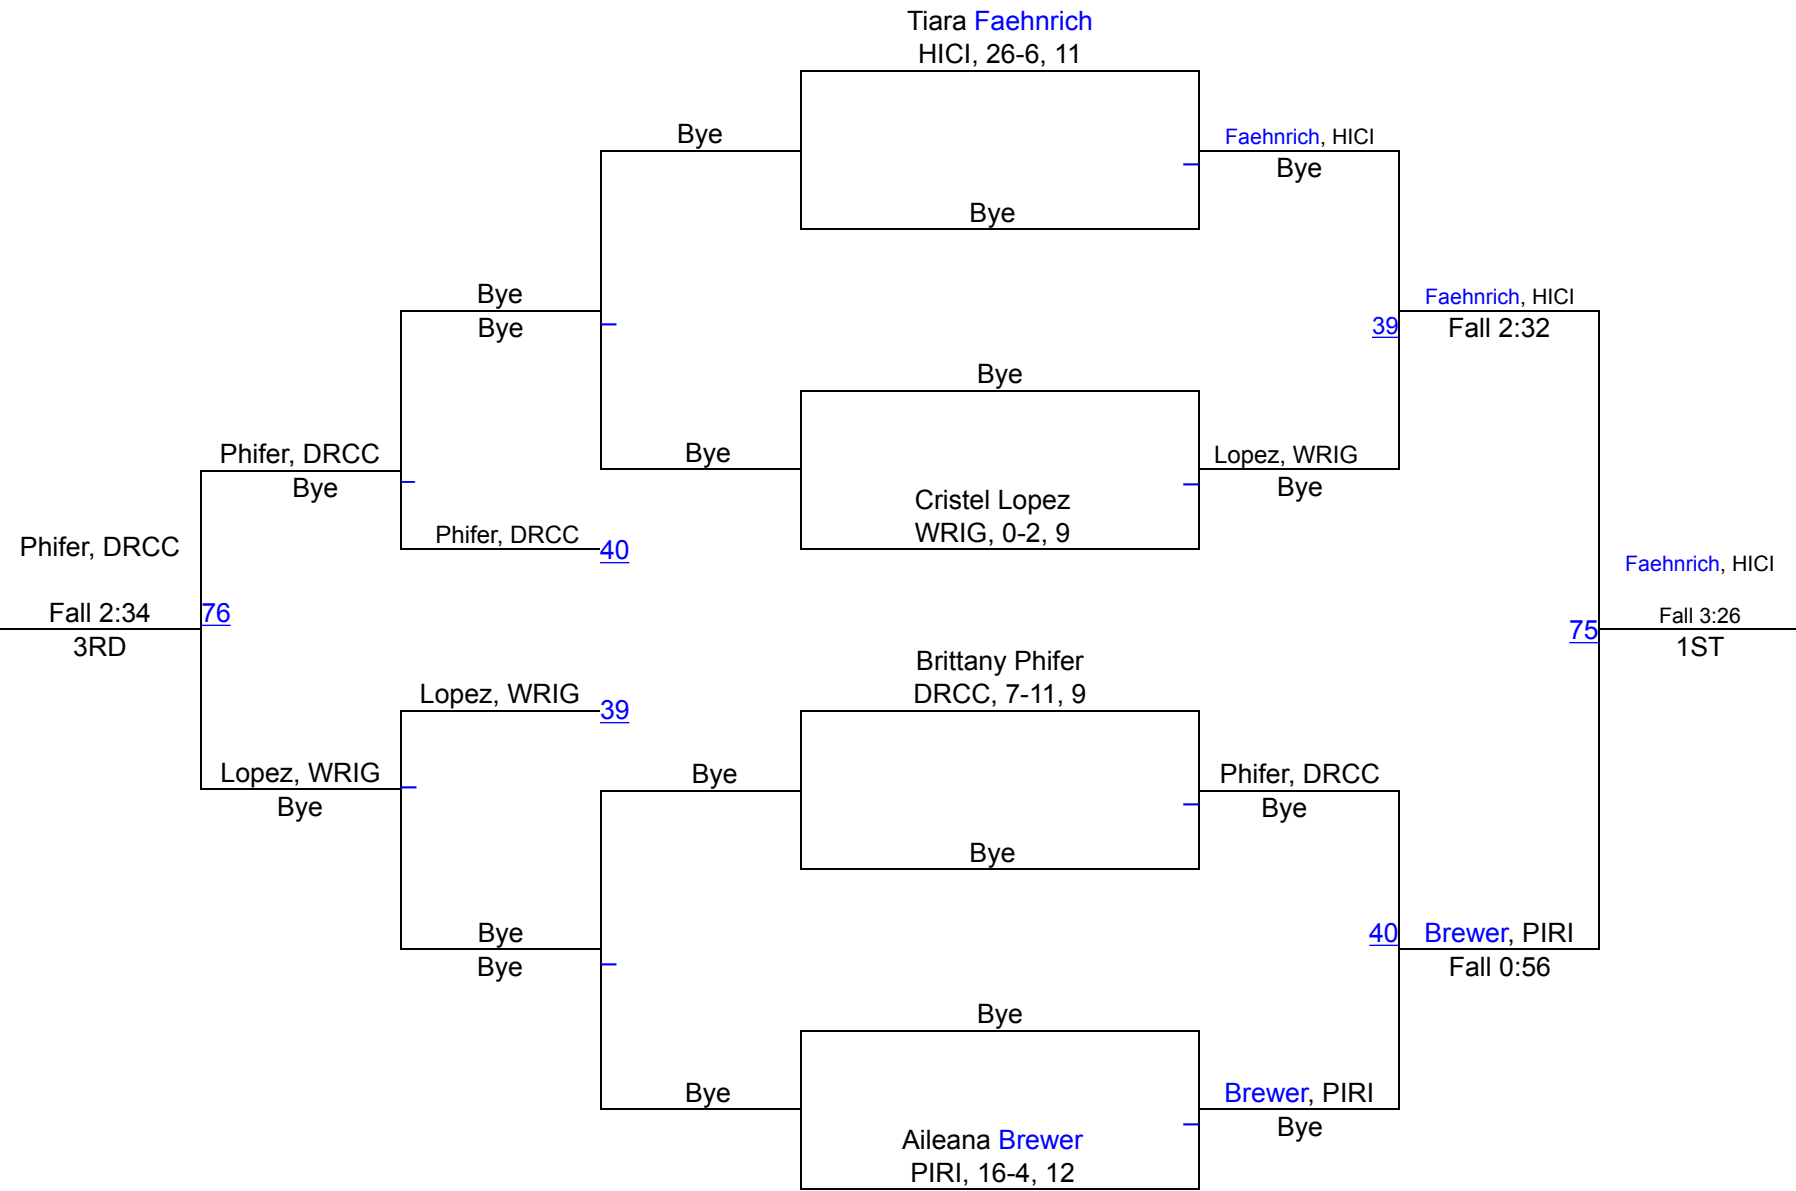 Tiara Faehnrich
HICI, 26-6, 11
Bye
Faehnrich, HICI
Bye
Bye
Bye
Bye
Faehnrich, HICI
39
Fall 2:32
Bye
Phifer, DRCC
Bye
Bye
Lopez, WRIG
Bye
Cristel Lopez
WRIG, 0-2, 9
Phifer, DRCC
40
Phifer, DRCC
Fall 2:34
76
3RD
Faehnrich, HICI
Fall 3:26
75
1ST
Brittany Phifer
DRCC, 7-11, 9
Lopez, WRIG
39
Lopez, WRIG
Bye
Bye
Phifer, DRCC
Bye
Bye
Bye
Bye
40
Brewer, PIRI
Fall 0:56
Bye
Bye
Brewer, PIRI
Bye
Aileana Brewer
PIRI, 16-4, 12